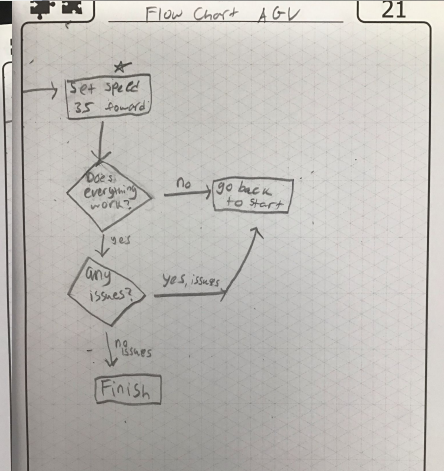 Flow Chart AGV
21
Set speed
35 foward
Does
everything
work?
no
go back
to start
yes
any
issues?
yes, issues
no
issues
Finish